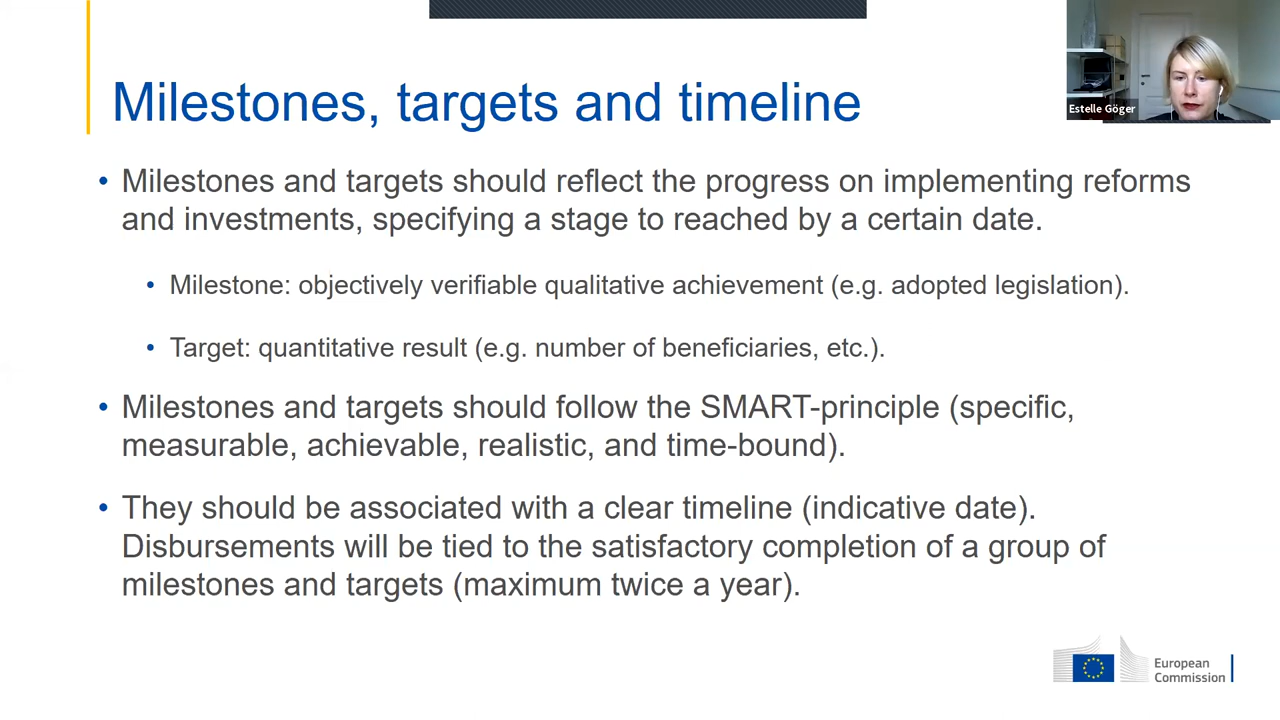 Milestones, targets and timeline
Estelle Göger
• Milestones and targets should reflect the progress on implementing reforms
and investments, specifying a stage to reached by a certain date.
• Milestone: objectively verifiable qualitative achievement (e.g. adopted legislation).
• Target: quantitative result (e.g. number of beneficiaries, etc.).
• Milestones and targets should follow the SMART-principle (specific,
measurable, achievable, realistic, and time-bound).
• They should be associated with a clear timeline (indicative date).
Disbursements will be tied to the satisfactory completion of a group of
milestones and targets (maximum twice a year).
European
Commission